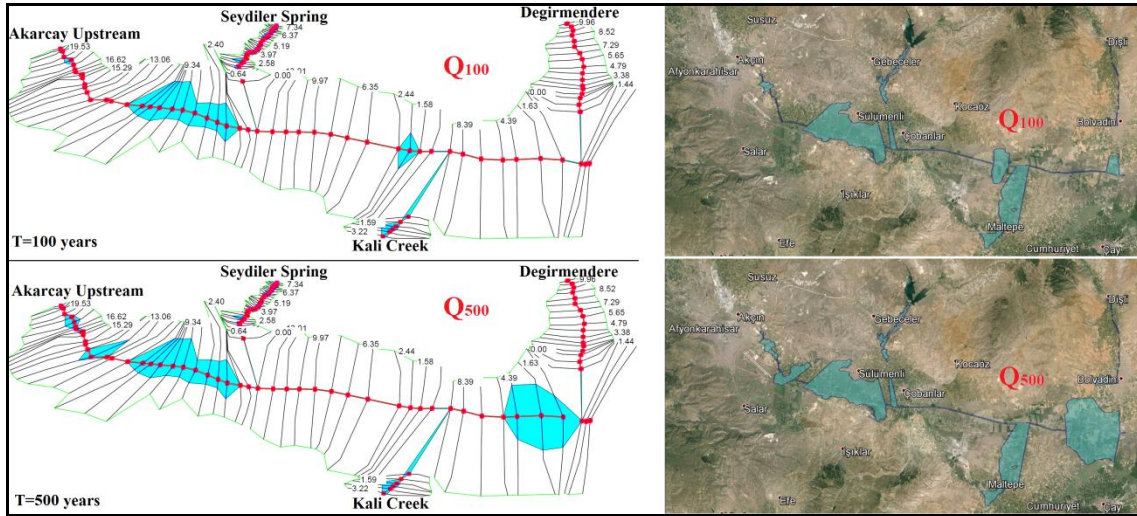 Seydiler Spring
Degirmendere
Akarcay Upstream
19.53
16.62
15.29
13.06
9.34
2.40
7.34
6.37
5.19
3.97
2.58
0.64
0.00
9.97
6.35
2.44
1.58
8.39
4.39
9.96
8.52
7.29
5.65
4.79
3.38
1.44
0.00
1.63
Q100
1.59
3.22
Kali Creek
T=100 years
Susuz
Akçin
Afyonkarahisar
Gebeceler
Dişli
Kocaöz
Q100
Bolvadin
Sülümenli
Çobanlar
Salar
Işıklar
Maltepe
Efe
Cumhuriyet
Çay
Seydiler Spring
Degirmendere
Akarcay Upstream
19.53
16.62
15.29
13.06
9.34
2.40
7.34
6.37
5.19
3.97
2.58
0.64
0.00
9.97
6.35
2.44
1.58
8.39
4.39
9.96
8.52
7.29
5.65
4.79
3.38
1.44
0.00
1.63
Q500
1.59
3.22
Kali Creek
T=500 years
Susuz
Akçin
Afyonkarahisar
Gebeceler
Dişli
Kocaöz
Q500
Bolvadin
Sülümenli
Çobanlar
Salar
Işıklar
Maltepe
Efe
Cumhuriyet
Çay